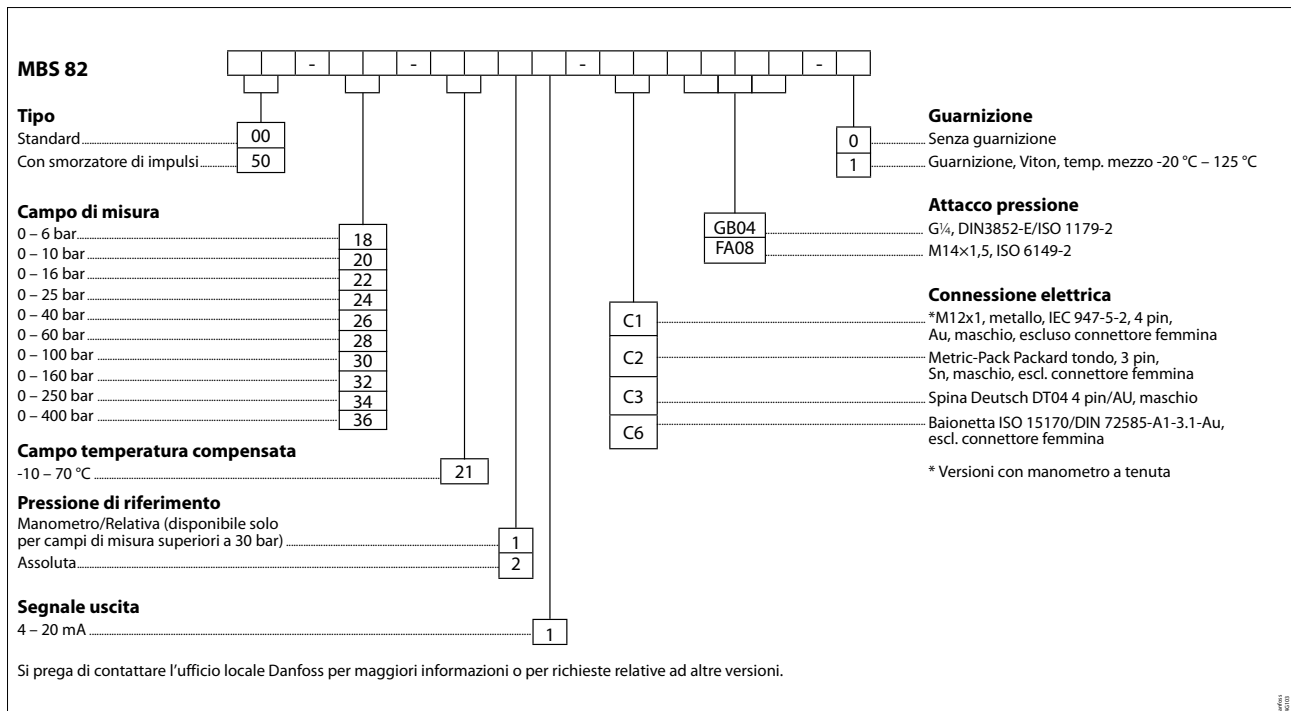 MBS 82
- - - -
Tipo
Standard 00
Con smorzatore di impulsi 50
Campo di misura
0 – 6 bar 18
0 – 10 bar 20
0 – 16 bar 22
0 – 25 bar 24
0 – 40 bar 26
0 – 60 bar 28
0 – 100 bar 30
0 – 160 bar 32
0 – 250 bar 34
0 – 400 bar 36
Campo temperatura compensata
-10 – 70 °C 21
Pressione di riferimento
Manometro/Relativa (disponibile solo
per campi di misura superiori a 30 bar) 1
Assoluta 2
Segnale uscita
4 – 20 mA 1
Guarnizione
0 Senza guarnizione
1 Guarnizione, Viton, temp. mezzo -20 °C – 125 °C
Attacco pressione
GB04 G¼, DIN3852-E/ISO 1179-2
FA08 M14×1,5, ISO 6149-2
Connessione elettrica
C1 *M12x1, metallo, IEC 947-5-2, 4 pin,
Au, maschio, escluso connettore femmina
C2 Metric-Pack Packard tondo, 3 pin,
Sn, maschio, escl. connettore femmina
C3 Spina Deutsch DT04 4 pin/AU, maschio
C6 Baionetta ISO 15170/DIN 72585-A1-3.1-Au,
escl. connettore femmina
* Versioni con manometro a tenuta
Si prega di contattare l'ufficio locale Danfoss per maggiori informazioni o per richieste relative ad altre versioni.